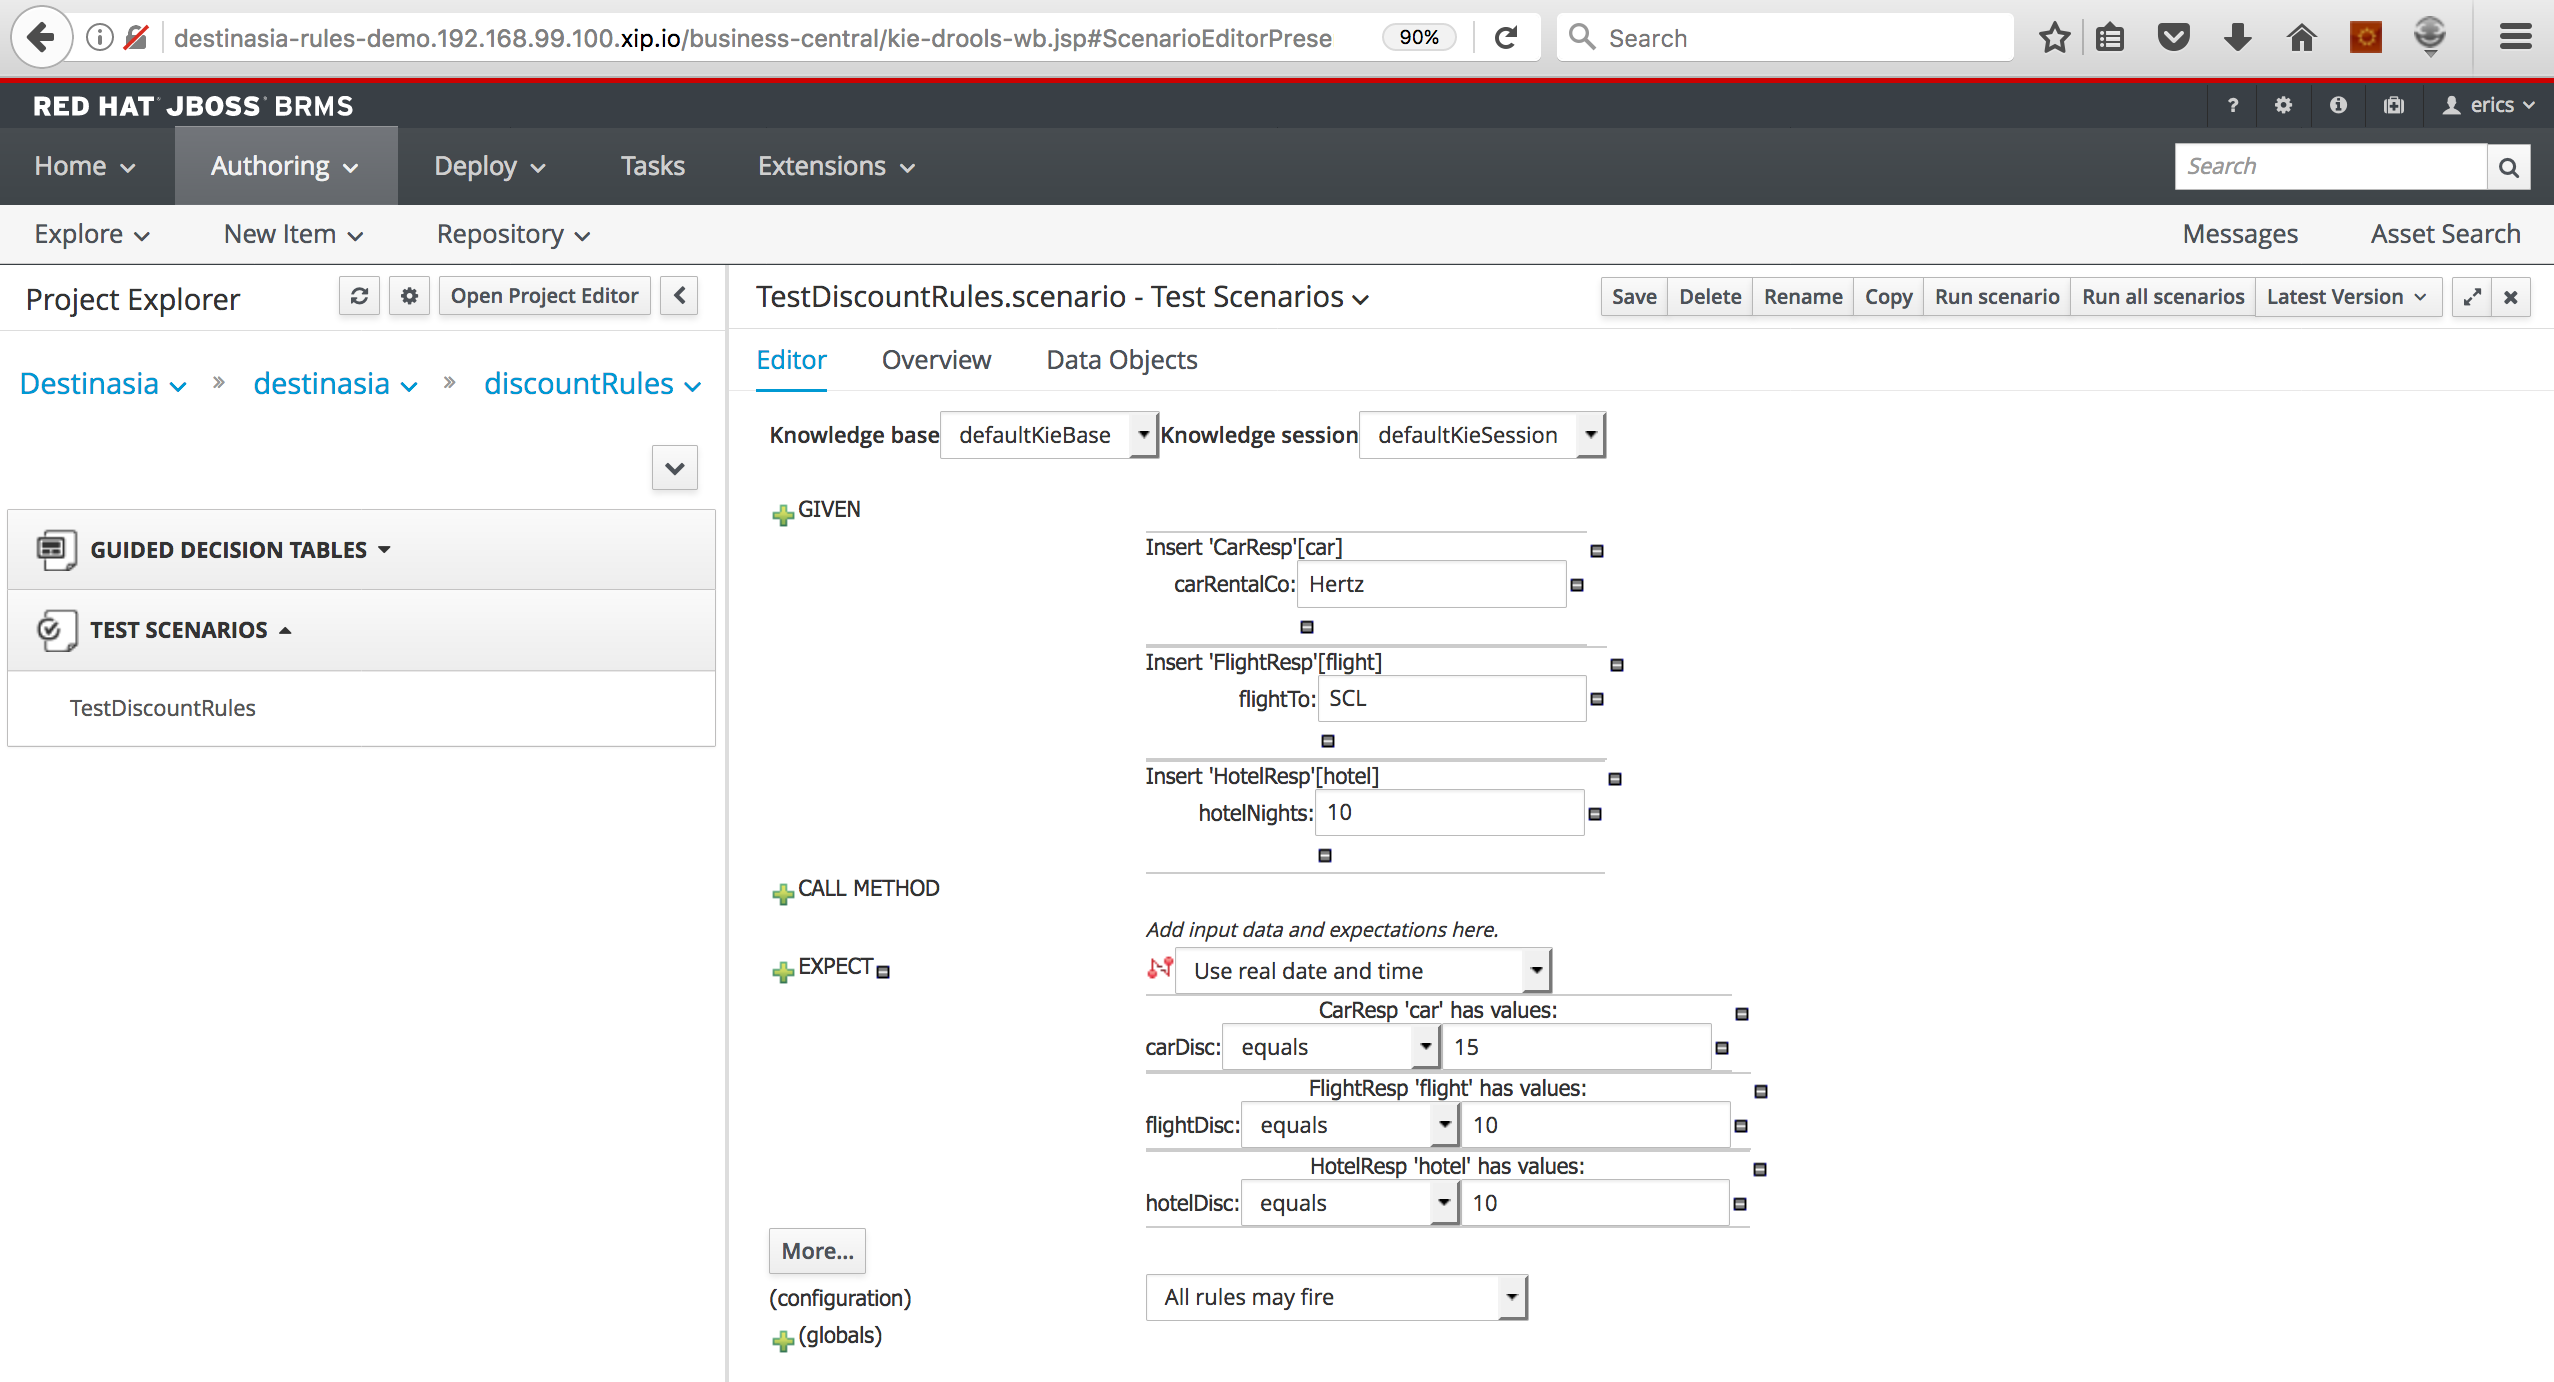 destinasia-rules-demo.192.168.99.100.xip.io/business-central/kie-drools-wb.jsp#ScenarioEditorPrese 90% Search
RED HAT JBOSS BRMS ? erics
Home Authoring Deploy Tasks Extensions Search
Explore New Item Repository Messages Asset Search
Project Explorer Open Project Editor
TestDiscountRules.scenario - Test Scenarios Save Delete Rename Copy Run scenario Run all scenarios Latest Version
Destinasia » destinasia » discountRules
GUIDED DECISION TABLES
TEST SCENARIOS
TestDiscountRules
Editor Overview Data Objects
Knowledge base defaultKieBase Knowledge session defaultKieSession
GIVEN
Insert 'CarResp'[car]
carRentalCo: Hertz
Insert 'FlightResp'[flight]
flightTo: SCL
Insert 'HotelResp'[hotel]
hotelNights: 10
CALL METHOD
Add input data and expectations here.
EXPECT Use real date and time
CarResp 'car' has values:
carDisc: equals 15
FlightResp 'flight' has values:
flightDisc: equals 10
HotelResp 'hotel' has values:
hotelDisc: equals 10
More...
(configuration) All rules may fire
(globals)